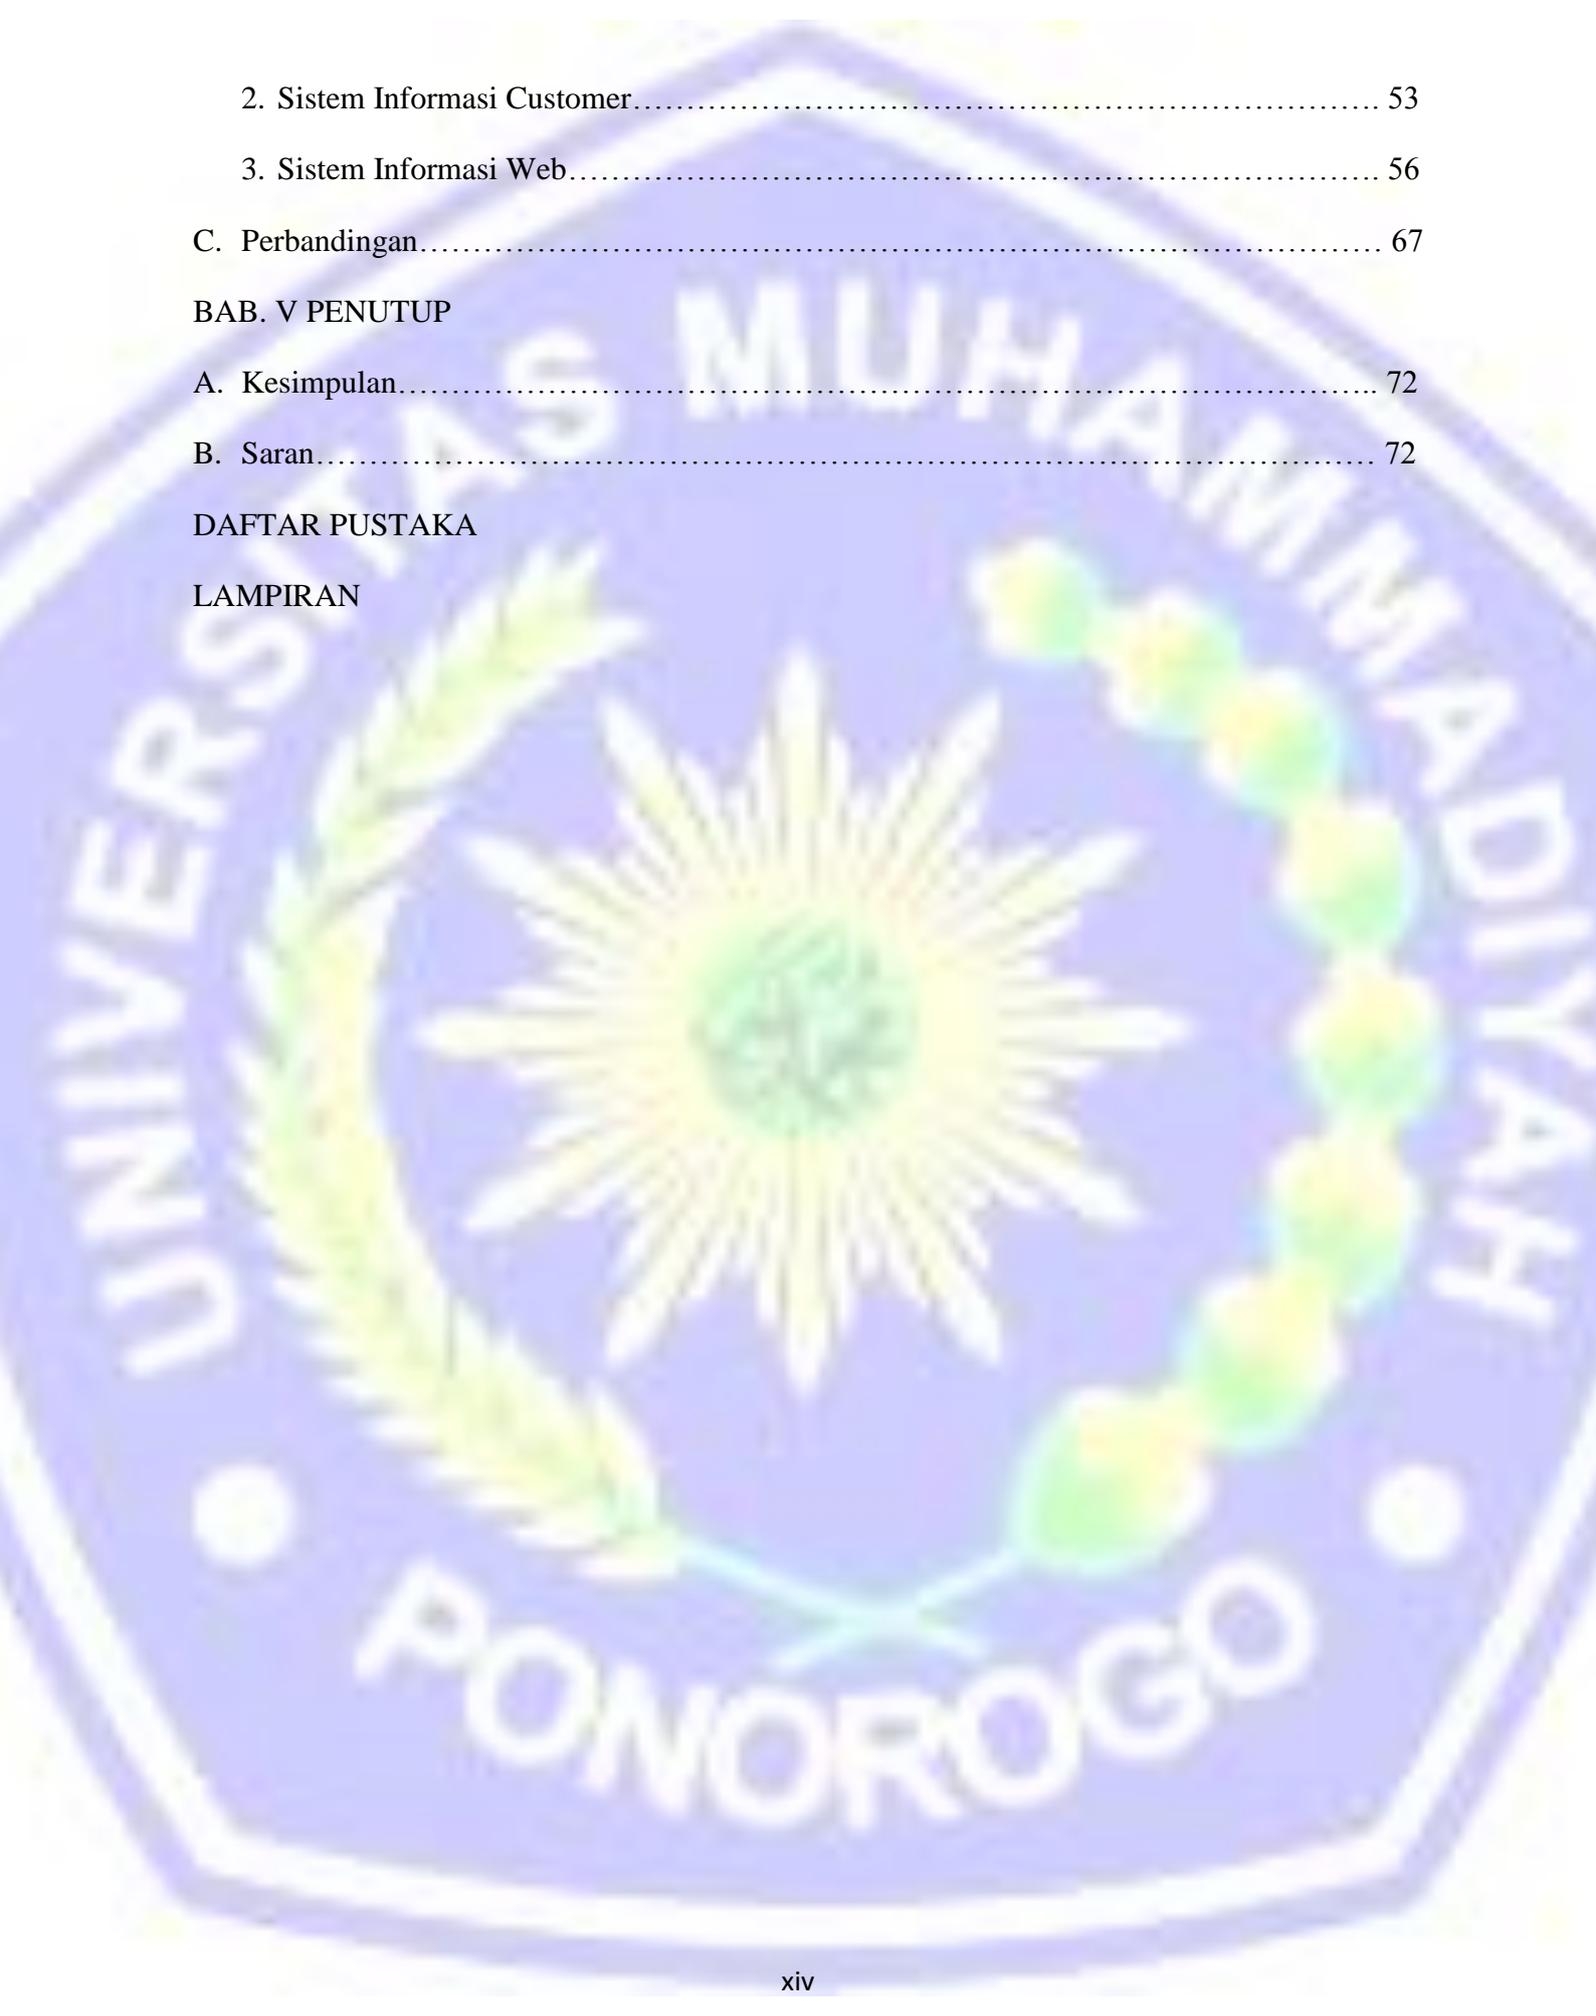 2. Sistem Informasi Customer........................................................................ 53
3. Sistem Informasi Web................................................................................ 56
C. Perbandingan................................................................................................ 67
BAB. V PENUTUP
A. Kesimpulan.................................................................................................. 72
B. Saran............................................................................................................ 72
DAFTAR PUSTAKA
LAMPIRAN
UNIVERSITAS MUHAMMADIYAH
PONOROGO
xiv